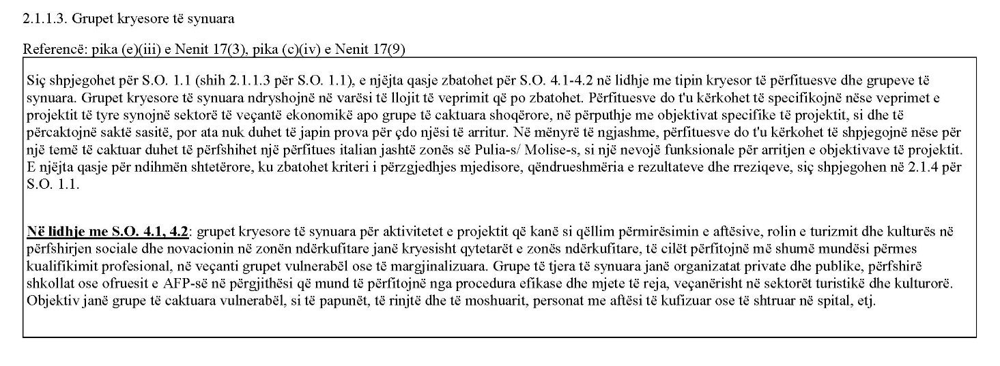 2.1.1.3. Grupet kryesore të synuara
Referencë: pika (e)(iii) e Nenit 17(3), pika (c)(iv) e Nenit 17(9)
Siç shpjegohet për S.O. 1.1 (shih 2.1.1.3 për S.O. 1.1), e njëjta qasje zbatohet për S.O. 4.1-4.2 në lidhje me tipin kryesor të përfituesve dhe grupeve të
synuara. Grupet kryesore të synuara ndryshojnë në varësi të llojit të veprimit që po zbatohet. Përfituesve do t'u kërkohet të specifikojnë nëse veprimet e
projektit të tyre synojnë sektorë të veçantë ekonomikë apo grupe të caktuara shoqërore, në përputhje me objektivat specifike të projektit, si dhe të
përcaktojnë saktë sasitë, por ata nuk duhet të japin prova për çdo njësi të arritur. Në mënyrë të ngjashme, përfituesve do t'u kërkohet të shpjegojnë nëse për
një temë të caktuar duhet të përfshihet një përfitues italian jashtë zonës së Pulia-s/ Molise-s, si një nevojë funksionale për arritjen e objektivave të projektit.
E njëjta qasje për ndihmën shtetërore, ku zbatohet kriteri i përzgjedhjes mjedisore, qëndrueshmëria e rezultateve dhe rreziqeve, siç shpjegohen në 2.1.4 për
S.O. 1.1.
Në lidhje me S.O. 4.1, 4.2: grupet kryesore të synuara për aktivitetet e projektit që kanë si qëllim përmirësimin e aftësive, rolin e turizmit dhe kulturës në
përfshirjen sociale dhe novacionin në zonën ndërkufitare janë kryesisht qytetarët e zonës ndërkufitare, të cilët përfitojnë më shumë mundësi përmes
kualifikimit profesional, në veçanti grupet vulnerabël ose të margjinalizuara. Grupe të tjera të synuara janë organizatat private dhe publike, përfshirë
shkollat ose ofruesit e AFP-së në përgjithësi që mund të përfitojnë nga procedura efikase dhe mjete të reja, veçanërisht në sektorët turistikë dhe kulturorë.
Objektiv janë grupe të caktuara vulnerabël, si të papunët, të rinjtë dhe të moshuarit, personat me aftësi të kufizuar ose të shtruar në spital, etj.